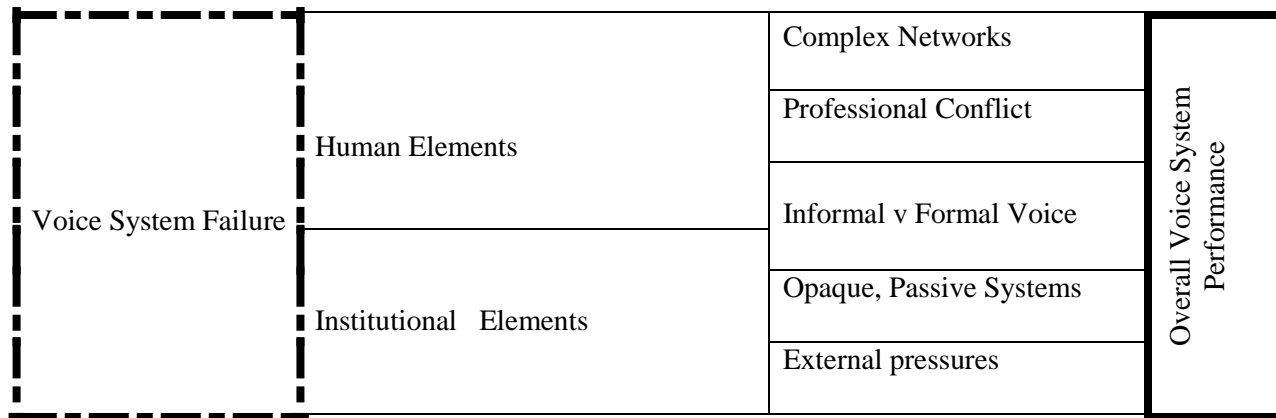 Voice System Failure
Human Elements
Institutional Elements
Complex Networks
Professional Conflict
Informal v Formal Voice
Opaque, Passive Systems
External pressures
Overall Voice System
Performance